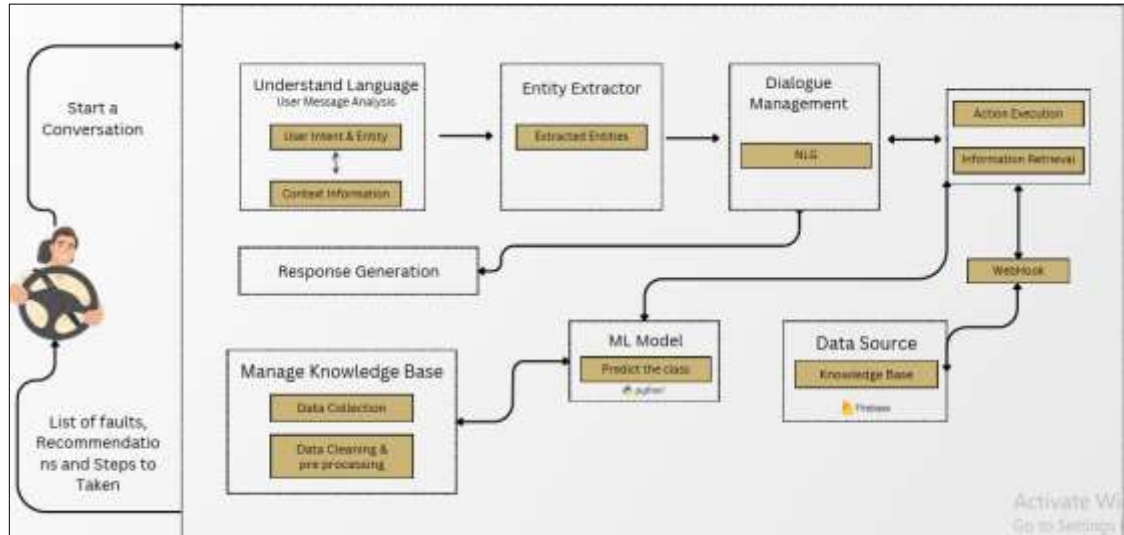 Start a
Conversation
List of faults,
Recommendatio
ns and Steps to
Taken
Understand Language
User Message Analysis
User Intent & Entity
Context Information
Entity Extractor
Extracted Entities
Dialogue
Management
NLG
Action Execution
Information Retrieval
Response Generation
WebHook
ML Model
Predict the class
python
Data Source
Knowledge Base
Firebase
Manage Knowledge Base
Data Collection
Data Cleaning &
pre processing
Activate Wi
Go to Settings